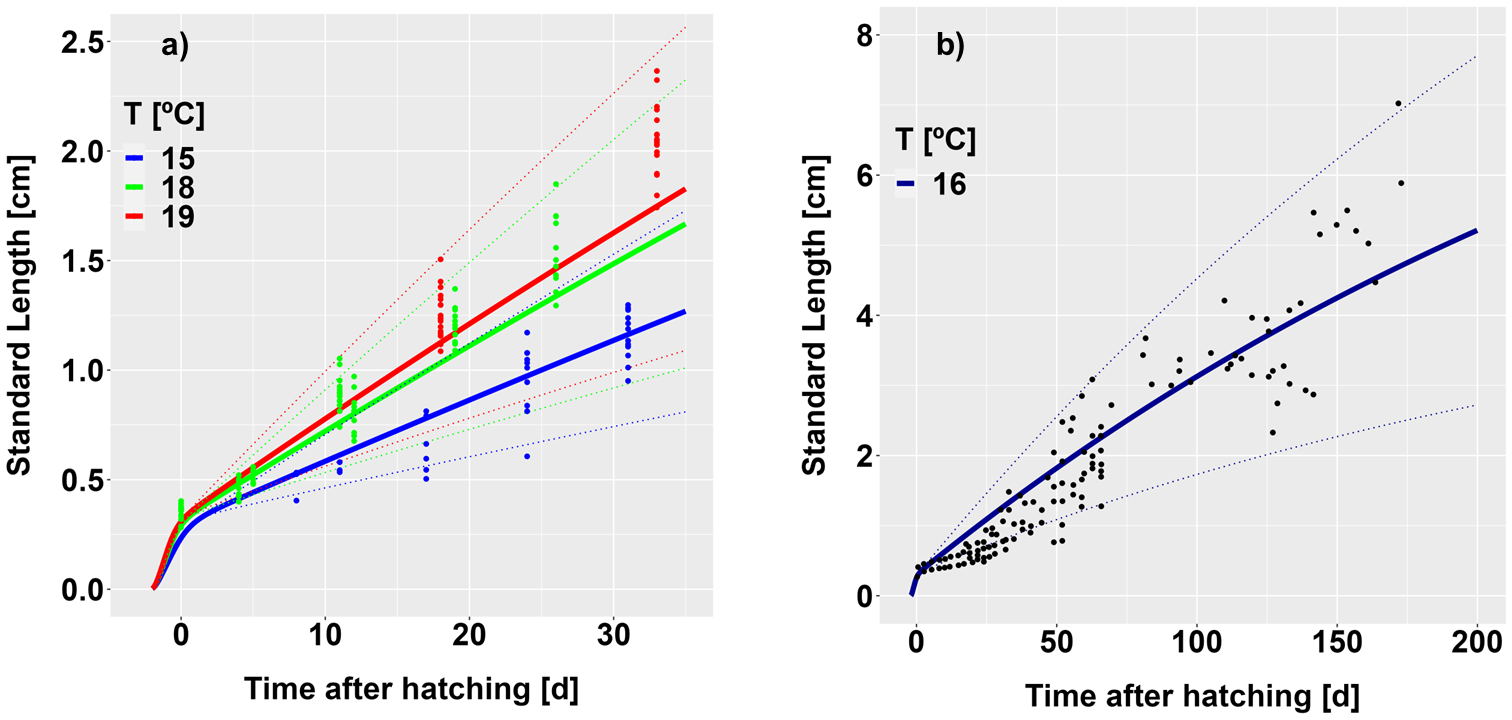 a)
T [ºC]
15
18
19
Standard Length [cm]
2.5
2.0
1.5
1.0
0.5
0.0
0 10 20 30
Time after hatching [d]
b)
T [ºC]
16
Standard Length [cm]
8
6
4
2
0
0 50 100 150 200
Time after hatching [d]